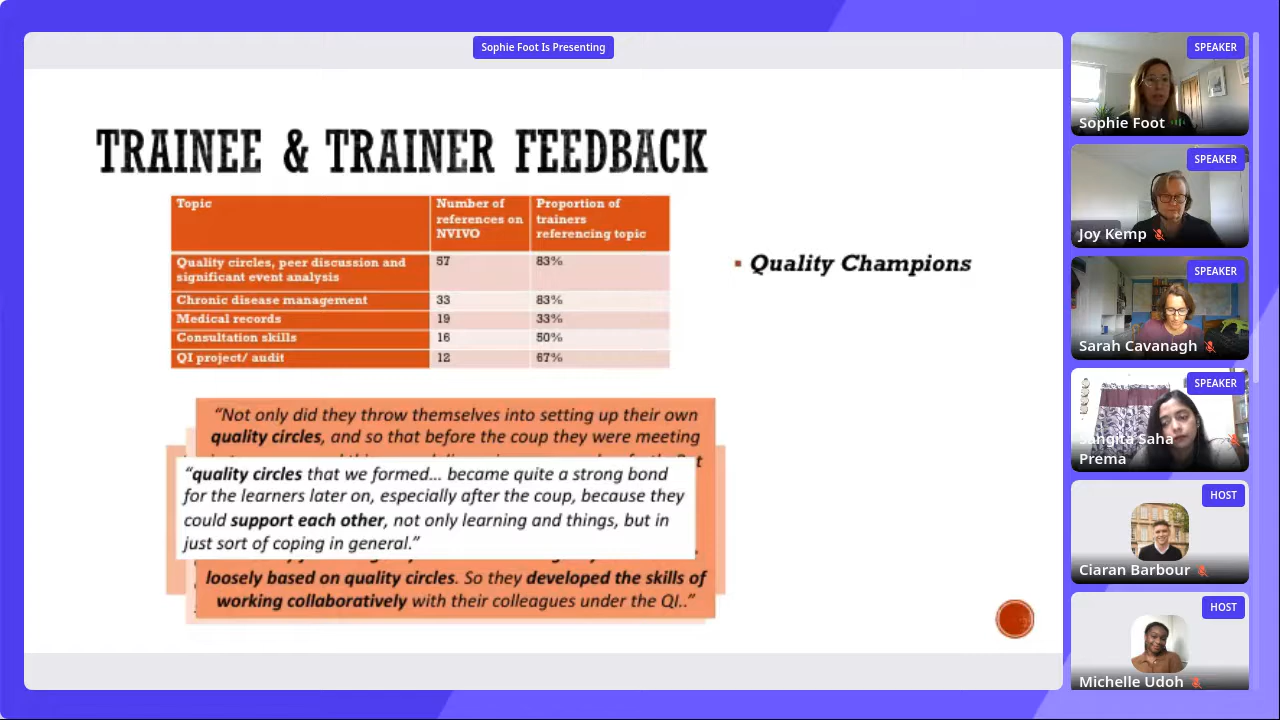 Sophie Foot Is Presenting
TRAINEE & TRAINER FEEDBACK
Topic
Number of
references on
NVIVO
Proportion of
trainers
referencing topic
Quality circles, peer discussion and
significant event analysis
57
83%
Chronic disease management
33
83%
Medical records
19
33%
Consultation skills
16
50%
QI project/ audit
12
67%
Quality Champions
“Not only did they throw themselves into setting up their own
quality circles, and so that before the coup they were meeting
“quality circles that we formed... became quite a strong bond
for the learners later on, especially after the coup, because they
could support each other, not only learning and things, but in
just sort of coping in general.”
loosely based on quality circles. So they developed the skills of
working collaboratively with their colleagues under the QI..”
SPEAKER
Sophie Foot
SPEAKER
Joy Kemp
SPEAKER
Sarah Cavanagh
SPEAKER
Sangita Saha
Prema
HOST
Ciaran Barbour
HOST
Michelle Udoh